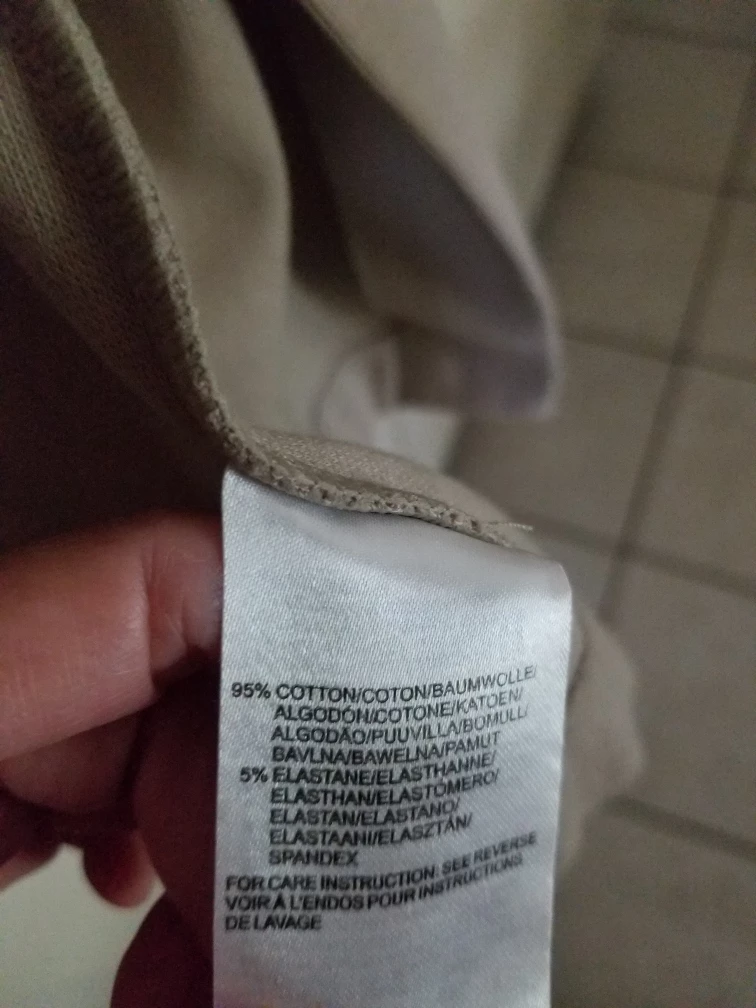 95% COTTON/COTON/BAUMWOLLE/
ALGODÓN/COTONE/KATOEN/
ALGODÃO/PUUVILLA/BOMULL/
BAVLNA/BAWELNA/PAMUT
5% ELASTANE/ELASTHANNE/
ELASTHAN/ELASTÓMERO/
ELASTAN/ELASTANO/
ELASTAANI/ELASZTÁN/
SPANDEX
FOR CARE INSTRUCTION: SEE REVERSE
VOIR À L'ENDOS POUR INSTRUCTIONS
DE LAVAGE